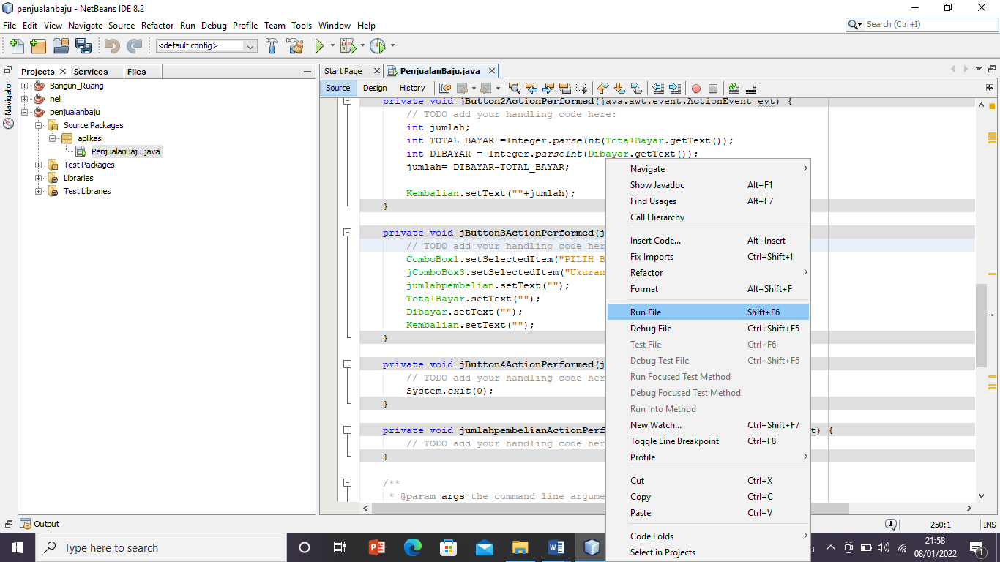 penjualanbaju - NetBeans IDE 8.2
File Edit View Navigate Source Refactor Run Debug Profile Team Tools Window Help
Search (Ctrl+I)
<default config>
Projects Services Files
Navigator
Bangun_Ruang
neli
penjualanbaju
Source Packages
aplikasi
PenjualanBaju.java
Test Packages
Libraries
Test Libraries
Start Page PenjualanBaju.java
Source Design History
private void jButton2ActionPerformed(java.awt.event.ActionEvent evt) {
// TODO add your handling code here:
int jumlah;
int TOTAL_BAYAR =Integer.parseInt(TotalBayar.getText());
int DIBAYAR = Integer.parseInt(Dibayar.getText());
jumlah= DIBAYAR-TOTAL_BAYAR;
Kembalian.setText(""+jumlah);
}
private void jButton3ActionPerformed(j
// TODO add your handling code her
ComboBox1.setSelectedItem("PILIH B
jComboBox3.setSelectedItem("Ukuran
jumlahpembelian.setText("");
TotalBayar.setText("");
Dibayar.setText("");
Kembalian.setText("");
}
private void jButton4ActionPerformed(j
// TODO add your handling code her
System.exit(0);
}
private void jumlahpembelianActionPerf t) {
// TODO add your handling code her
}
/**
* @param args the command line argume
Navigate
Show Javadoc Alt+F1
Find Usages Alt+F7
Call Hierarchy
Insert Code... Alt+Insert
Fix Imports Ctrl+Shift+I
Refactor
Format Alt+Shift+F
Run File Shift+F6
Debug File Ctrl+Shift+F5
Test File Ctrl+F6
Debug Test File Ctrl+Shift+F6
Run Focused Test Method
Debug Focused Test Method
Run Into Method
New Watch... Ctrl+Shift+F7
Toggle Line Breakpoint Ctrl+F8
Profile
Cut Ctrl+X
Copy Ctrl+C
Paste Ctrl+V
Code Folds
Select in Projects
Output
1 250:1 INS
Type here to search
21:58
08/01/2022
1